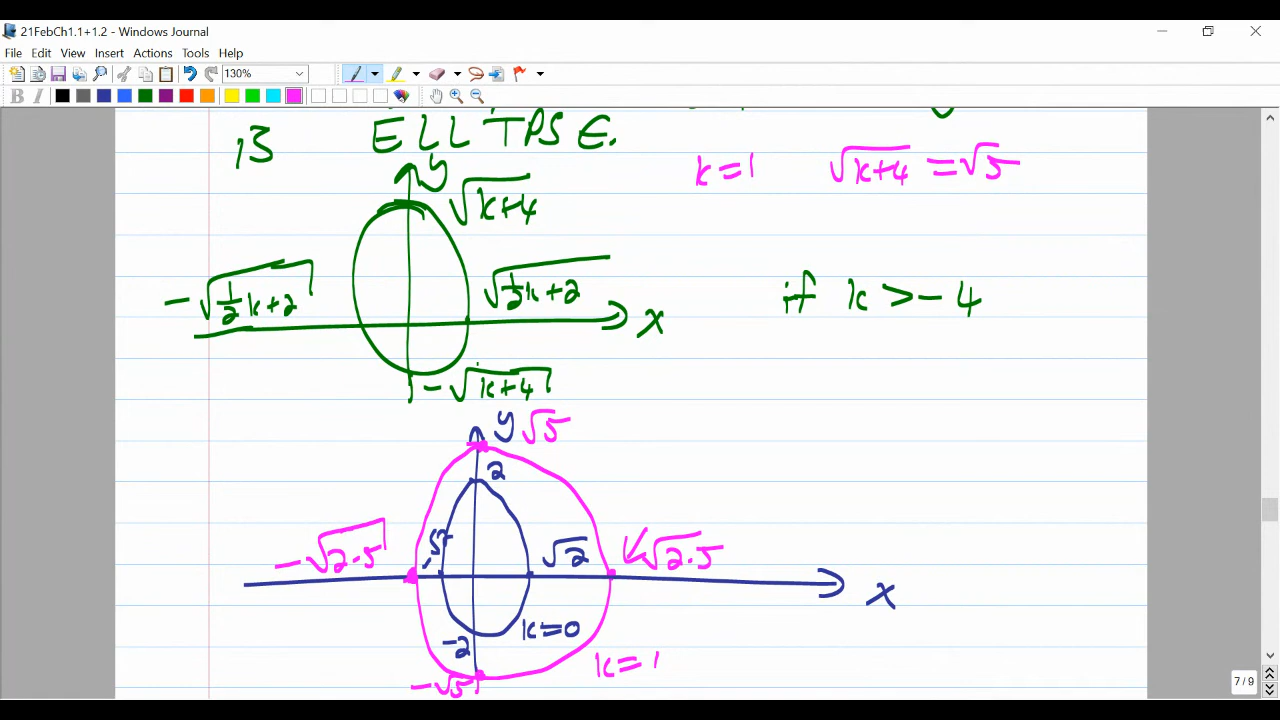 21FebCh1.1+1.2 - Windows Journal
File Edit View Insert Actions Tools Help
130%
B I
is ELLIPSE.
k=1 √k+4 = √5
y
√k+4
-√½k+2 √½k+2
x
if k > -4
-√k+4
y √5
2
-√2.5 -√2 √2 √2.5
x
k=0
-2
k=1
-√5
7 / 9